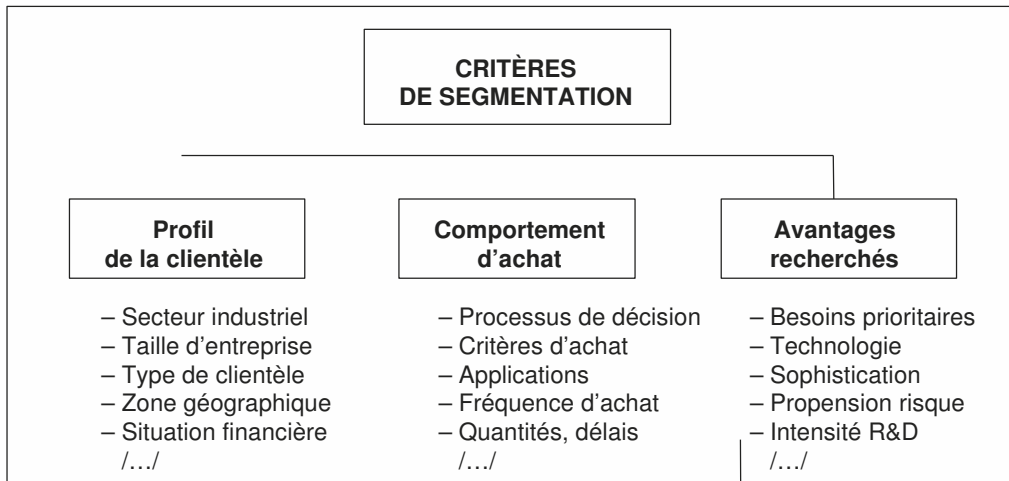 CRITÈRES
DE SEGMENTATION
Profil
de la clientèle
– Secteur industriel
– Taille d'entreprise
– Type de clientèle
– Zone géographique
– Situation financière
/…/
Comportement
d'achat
– Processus de décision
– Critères d'achat
– Applications
– Fréquence d'achat
– Quantités, délais
/…/
Avantages
recherchés
– Besoins prioritaires
– Technologie
– Sophistication
– Propension risque
– Intensité R&D
/…/